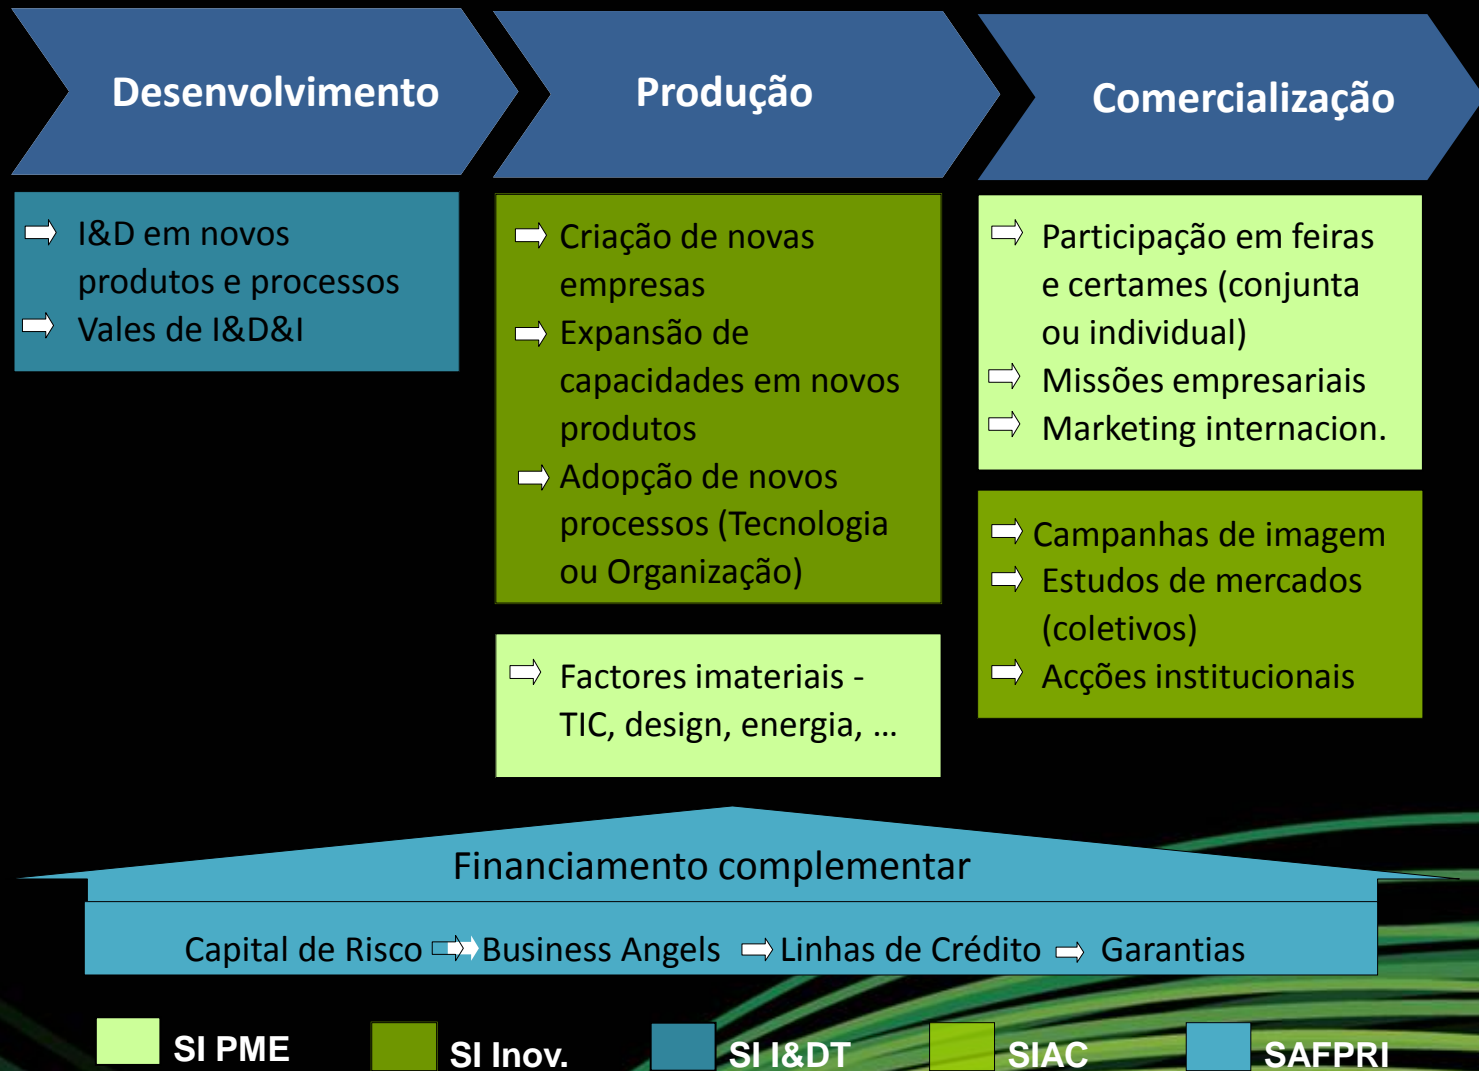 Desenvolvimento
Produção
Comercialização
I&D em novos
produtos e processos
Vales de I&D&I
Criação de novas
empresas
Expansão de
capacidades em novos
produtos
Adopção de novos
processos (Tecnologia
ou Organização)
Factores imateriais -
TIC, design, energia, ...
Participação em feiras
e certames (conjunta
ou individual)
Missões empresariais
Marketing internacion.
Campanhas de imagem
Estudos de mercados
(coletivos)
Acções institucionais
Financiamento complementar
Capital de Risco Business Angels Linhas de Crédito Garantias
SI PME SI Inov. SI I&DT SIAC SAFPRI